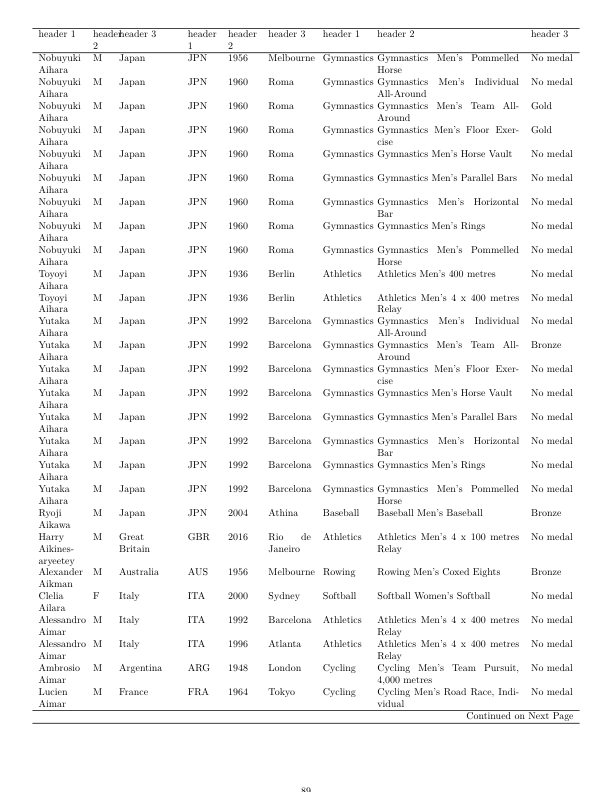 header 1 header 2 header 3 header 1 header 2 header 3 header 1 header 2 header 3
Nobuyuki Aihara M Japan JPN 1956 Melbourne Gymnastics Gymnastics Men's Pommelled Horse No medal
Nobuyuki Aihara M Japan JPN 1960 Roma Gymnastics Gymnastics Men's Individual All-Around No medal
Nobuyuki Aihara M Japan JPN 1960 Roma Gymnastics Gymnastics Men's Team All-Around Gold
Nobuyuki Aihara M Japan JPN 1960 Roma Gymnastics Gymnastics Men's Floor Exercise Gold
Nobuyuki Aihara M Japan JPN 1960 Roma Gymnastics Gymnastics Men's Horse Vault No medal
Nobuyuki Aihara M Japan JPN 1960 Roma Gymnastics Gymnastics Men's Parallel Bars No medal
Nobuyuki Aihara M Japan JPN 1960 Roma Gymnastics Gymnastics Men's Horizontal Bar No medal
Nobuyuki Aihara M Japan JPN 1960 Roma Gymnastics Gymnastics Men's Rings No medal
Nobuyuki Aihara M Japan JPN 1960 Roma Gymnastics Gymnastics Men's Pommelled Horse No medal
Toyoyi Aihara M Japan JPN 1936 Berlin Athletics Athletics Men's 400 metres No medal
Toyoyi Aihara M Japan JPN 1936 Berlin Athletics Athletics Men's 4 x 400 metres Relay No medal
Yutaka Aihara M Japan JPN 1992 Barcelona Gymnastics Gymnastics Men's Individual All-Around No medal
Yutaka Aihara M Japan JPN 1992 Barcelona Gymnastics Gymnastics Men's Team All-Around Bronze
Yutaka Aihara M Japan JPN 1992 Barcelona Gymnastics Gymnastics Men's Floor Exercise No medal
Yutaka Aihara M Japan JPN 1992 Barcelona Gymnastics Gymnastics Men's Horse Vault No medal
Yutaka Aihara M Japan JPN 1992 Barcelona Gymnastics Gymnastics Men's Parallel Bars No medal
Yutaka Aihara M Japan JPN 1992 Barcelona Gymnastics Gymnastics Men's Horizontal Bar No medal
Yutaka Aihara M Japan JPN 1992 Barcelona Gymnastics Gymnastics Men's Rings No medal
Yutaka Aihara M Japan JPN 1992 Barcelona Gymnastics Gymnastics Men's Pommelled Horse No medal
Ryoji Aikawa M Japan JPN 2004 Athina Baseball Baseball Men's Baseball Bronze
Harry Aikines-aryeetey M Great Britain GBR 2016 Rio de Janeiro Athletics Athletics Men's 4 x 100 metres Relay No medal
Alexander Aikman M Australia AUS 1956 Melbourne Rowing Rowing Men's Coxed Eights Bronze
Clelia Ailara F Italy ITA 2000 Sydney Softball Softball Women's Softball No medal
Alessandro Aimar M Italy ITA 1992 Barcelona Athletics Athletics Men's 4 x 400 metres Relay No medal
Alessandro Aimar M Italy ITA 1996 Atlanta Athletics Athletics Men's 4 x 400 metres Relay No medal
Ambrosio Aimar M Argentina ARG 1948 London Cycling Cycling Men's Team Pursuit, 4,000 metres No medal
Lucien Aimar M France FRA 1964 Tokyo Cycling Cycling Men's Road Race, Individual No medal
Continued on Next Page
89